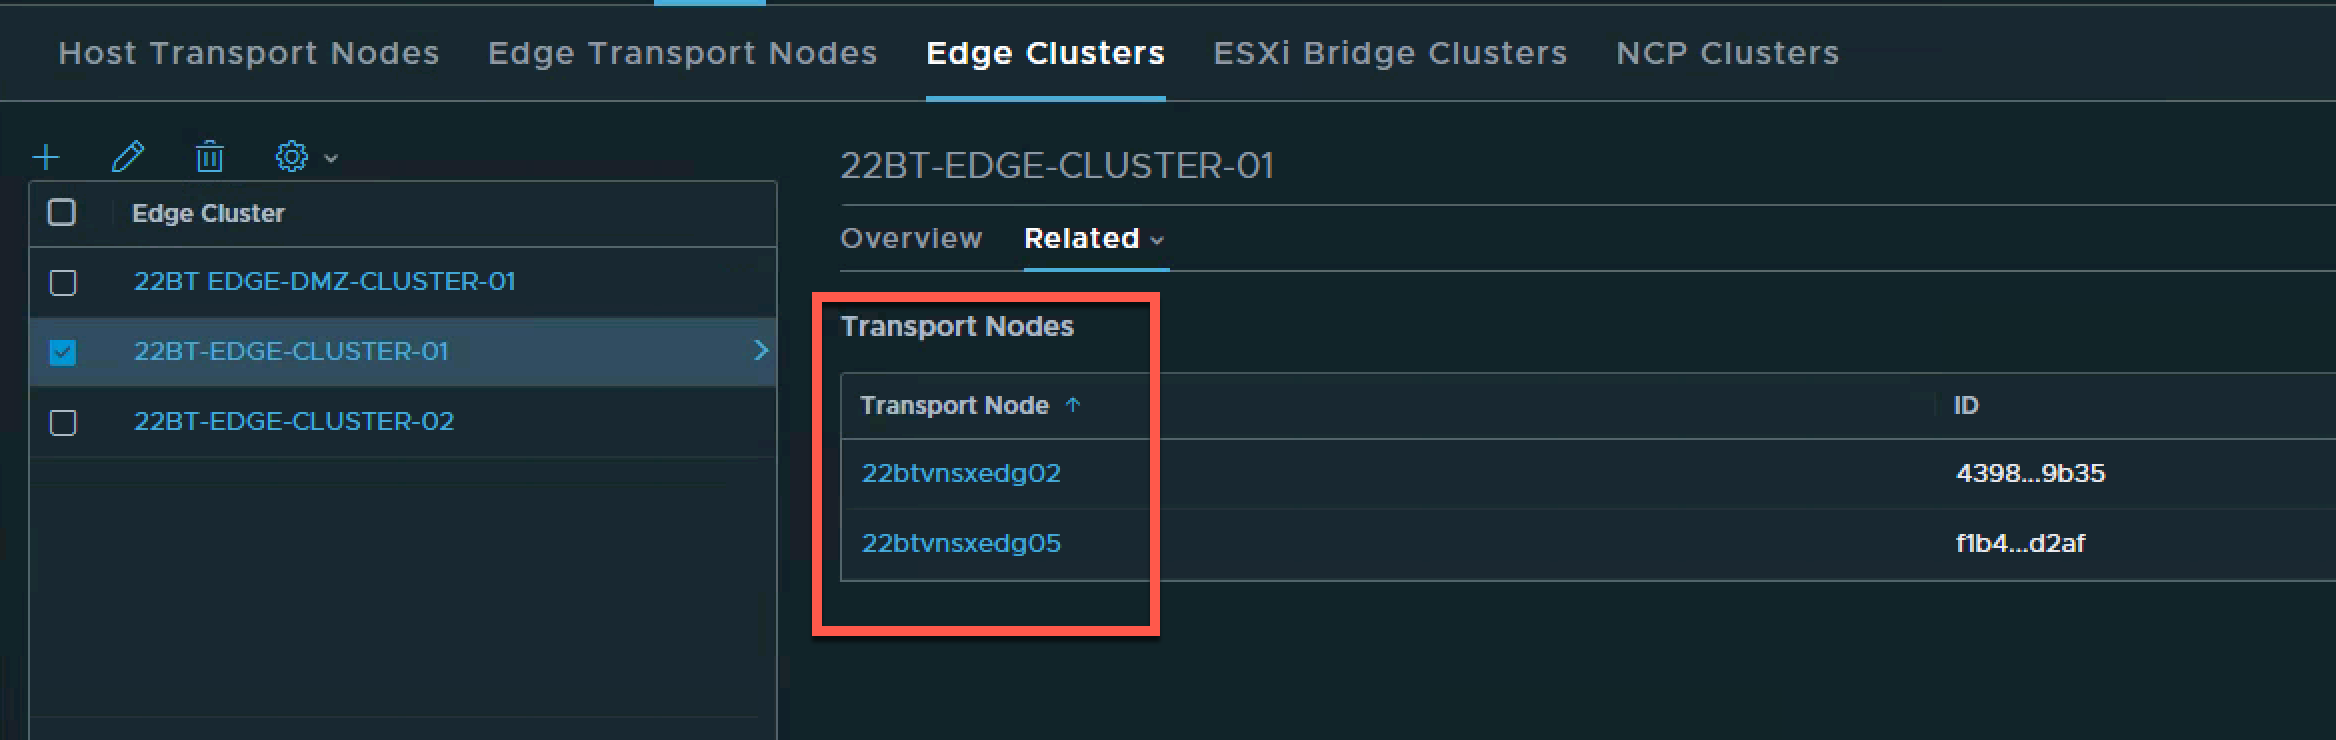 Host Transport Nodes Edge Transport Nodes Edge Clusters ESXi Bridge Clusters NCP Clusters
Edge Cluster
22BT EDGE-DMZ-CLUSTER-01
22BT-EDGE-CLUSTER-01
22BT-EDGE-CLUSTER-02
22BT-EDGE-CLUSTER-01
Overview Related
Transport Nodes
Transport Node ID
22btvnsxedg02 4398...9b35
22btvnsxedg05 f1b4...d2af